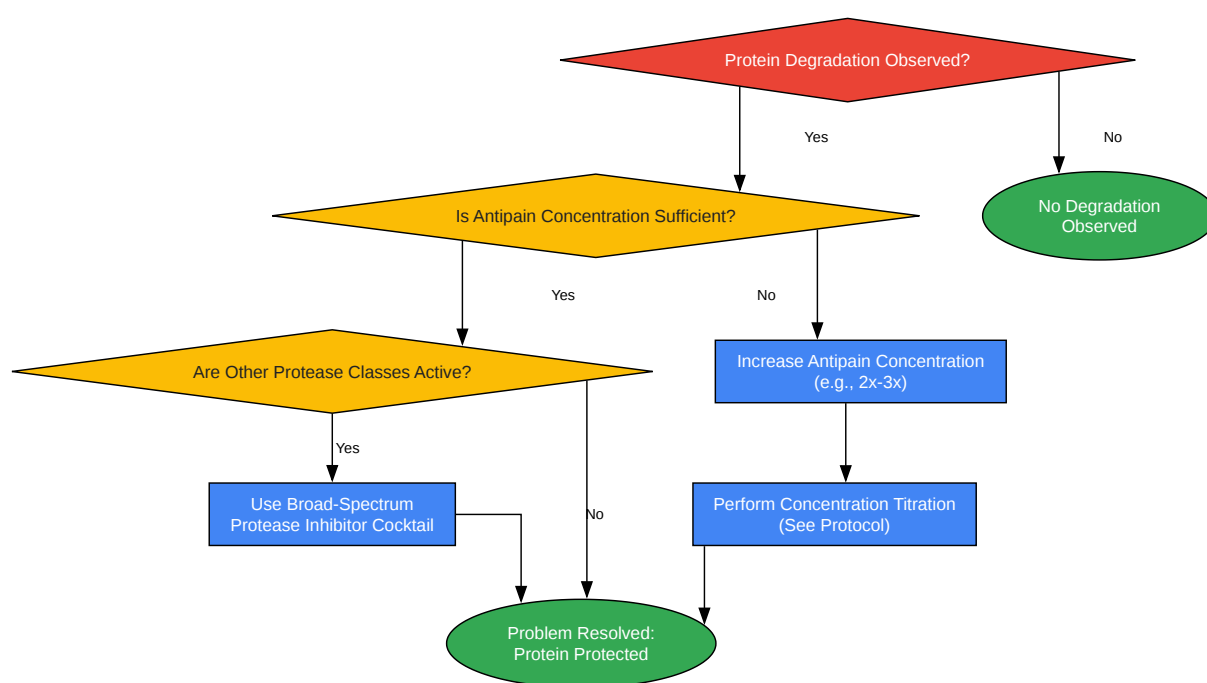 Protein Degradation Observed?
Yes
No
Is Antipain Concentration Sufficient?
No Degradation
Observed
Yes
No
Are Other Protease Classes Active?
Increase Antipain Concentration
(e.g., 2x-3x)
Yes
Use Broad-Spectrum
Protease Inhibitor Cocktail
No
Perform Concentration Titration
(See Protocol)
Problem Resolved:
Protein Protected